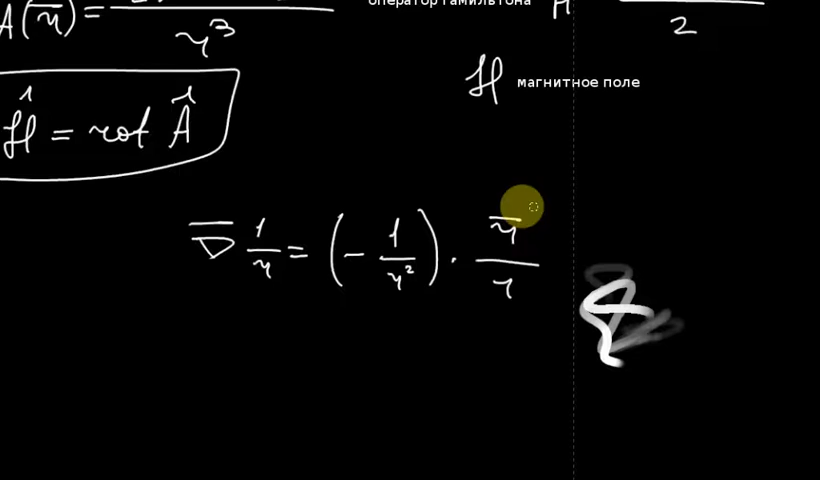 оператор гамильтона Ĥ
A(r̅) = r³ 2
ℋ магнитное поле
ℋ̂ = rot Â
∇̅ 1/r = (− 1/r²) · r̅/r